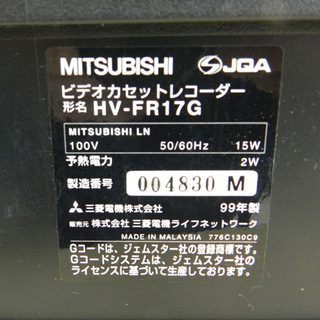 MITSUBISHI JQA
ビデオカセットレコーダー
形名 HV-FR17G
MITSUBISHI LN
100V 50/60Hz 15W
予熱電力 2W
製造番号 004830 M
三菱電機株式会社 99年製
販売元 株式会社 三菱電機ライフネットワーク
MADE IN MALAYSIA 776C130C9
Gコードは、ジェムスター社の登録商標です。
Gコードシステムは、ジェムスター社の
ライセンスに基づいて生産しております。